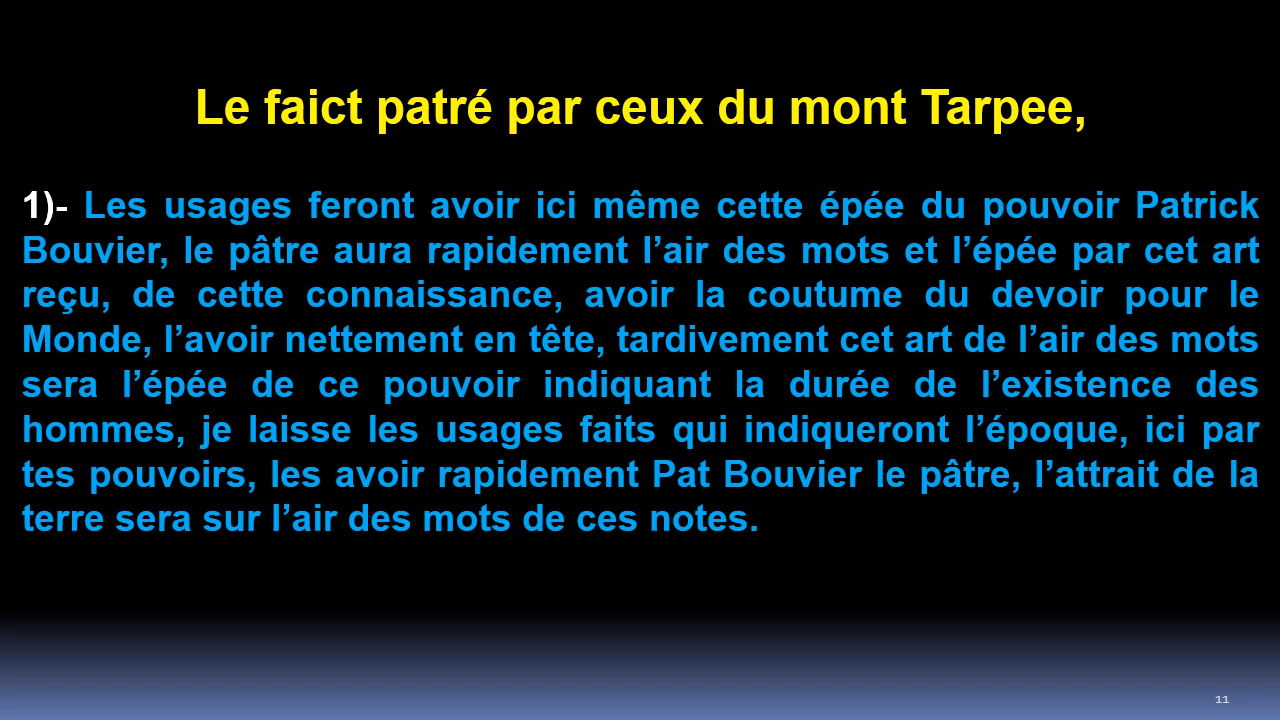 Le faict patré par ceux du mont Tarpee,
1)- Les usages feront avoir ici même cette épée du pouvoir Patrick
Bouvier, le pâtre aura rapidement l’air des mots et l’épée par cet art
reçu, de cette connaissance, avoir la coutume du devoir pour le
Monde, l’avoir nettement en tête, tardivement cet art de l’air des mots
sera l’épée de ce pouvoir indiquant la durée de l’existence des
hommes, je laisse les usages faits qui indiqueront l’époque, ici par
tes pouvoirs, les avoir rapidement Pat Bouvier le pâtre, l’attrait de la
terre sera sur l’air des mots de ces notes.
11